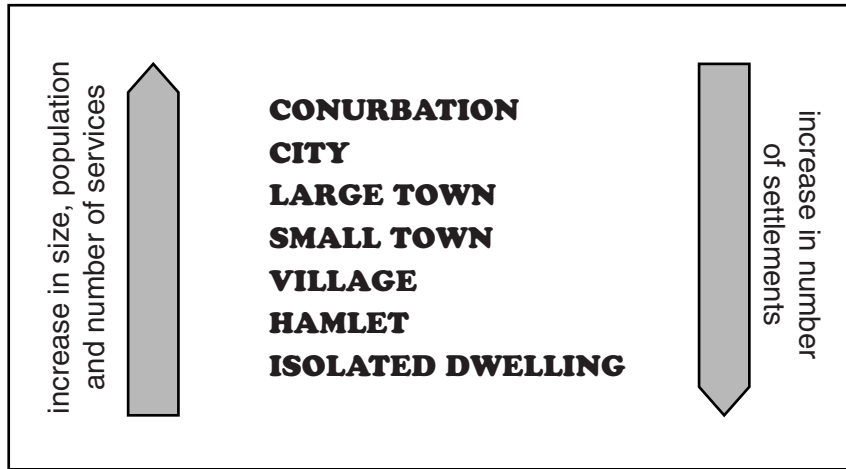 increase in size, population
and number of services
CONURBATION
CITY
LARGE TOWN
SMALL TOWN
VILLAGE
HAMLET
ISOLATED DWELLING
increase in number
of settlements